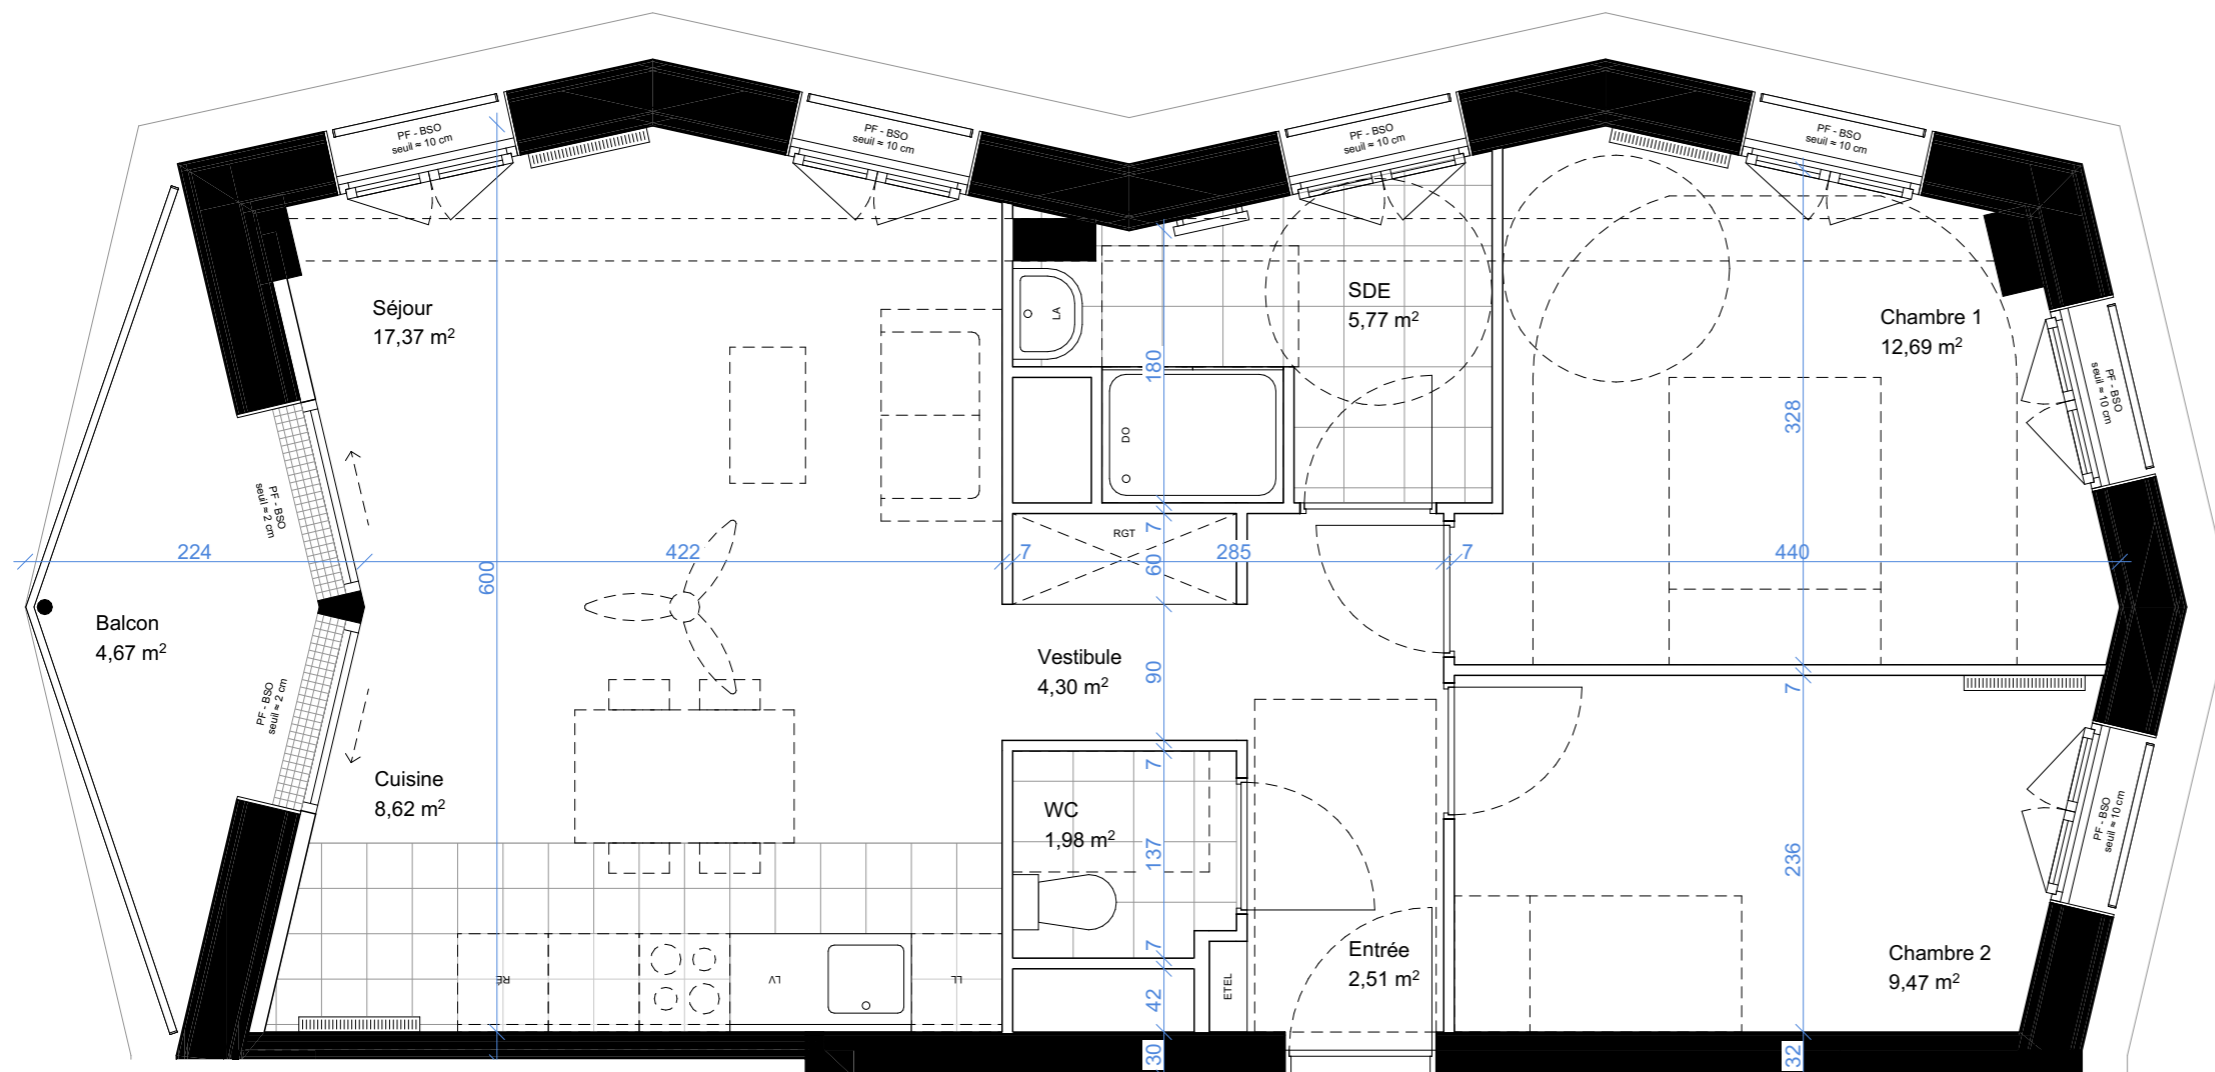 PF - BSO
seuil ≈ 10 cm
PF - BSO
seuil ≈ 10 cm
PF - BSO
seuil ≈ 10 cm
PF - BSO
seuil ≈ 10 cm
Séjour
17,37 m²
LA
SDE
5,77 m²
Chambre 1
12,69 m²
180
328
PF - BSO
seuil ≈ 10 cm
DO
PF - BSO
seuil ≈ 2 cm
RGT
7
224
422
7
285
7
440
600
60
Balcon
4,67 m²
Vestibule
4,30 m²
90
7
PF - BSO
seuil ≈ 2 cm
Cuisine
8,62 m²
7
WC
1,98 m²
137
236
PF - BSO
seuil ≈ 10 cm
7
Entrée
2,51 m²
Chambre 2
9,47 m²
RÉ
LV
LL
ETEL
42
30
32